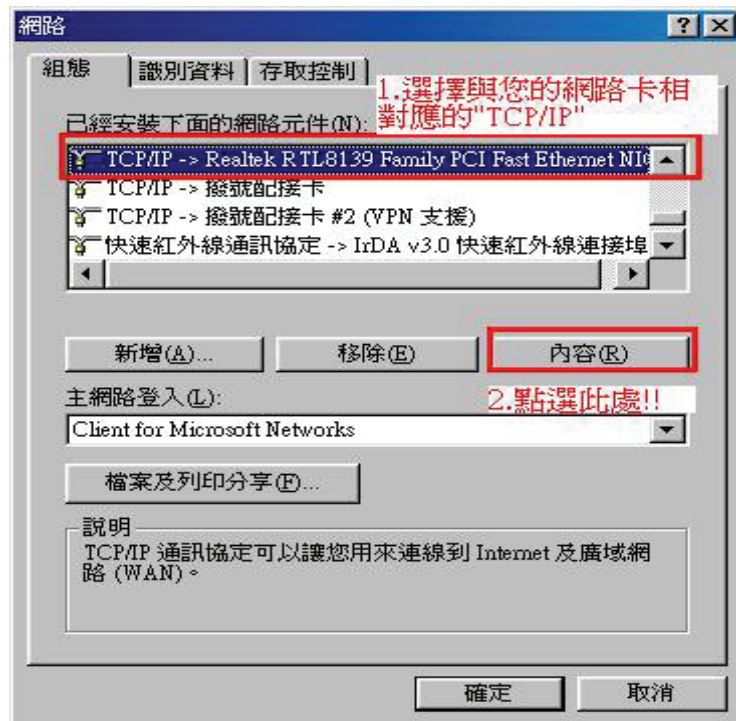 網路
組態 識別資料 存取控制
1.選擇與您的網路卡相
對應的"TCP/IP"
已經安裝下面的網路元件(N):
TCP/IP -> Realtek RTL8139 Family PCI Fast Ethernet NIC
TCP/IP -> 撥號配接卡
TCP/IP -> 撥號配接卡 #2 (VPN 支援)
快速紅外線通訊協定 -> IrDA v3.0 快速紅外線連接埠
新增(A)... 移除(E) 內容(R)
主網路登入(L):
2.點選此處!!
Client for Microsoft Networks
檔案及列印分享(F)...
說明
TCP/IP 通訊協定可以讓您用來連線到 Internet 及廣域網
路 (WAN)。
確定 取消